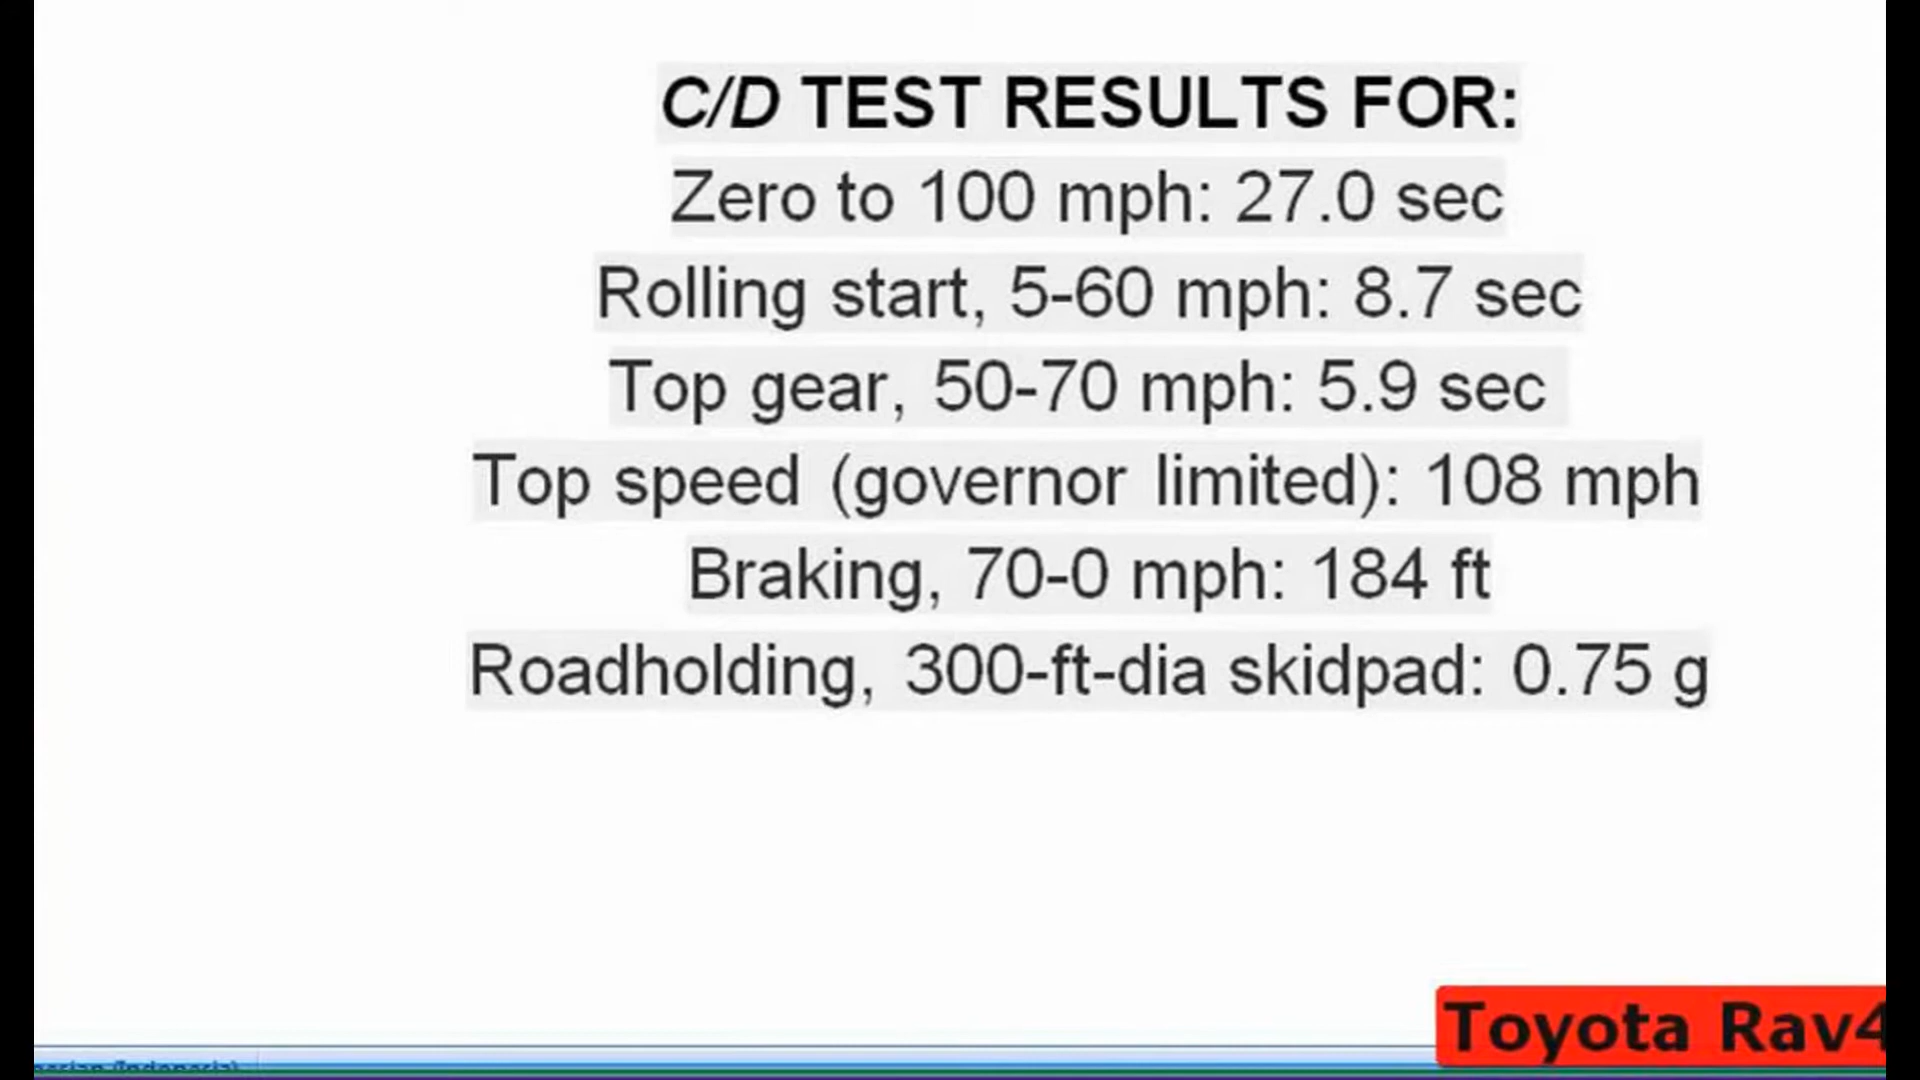 C/D TEST RESULTS FOR:
Zero to 100 mph: 27.0 sec
Rolling start, 5-60 mph: 8.7 sec
Top gear, 50-70 mph: 5.9 sec
Top speed (governor limited): 108 mph
Braking, 70-0 mph: 184 ft
Roadholding, 300-ft-dia skidpad: 0.75 g
Toyota Rav4
(Indonesia)